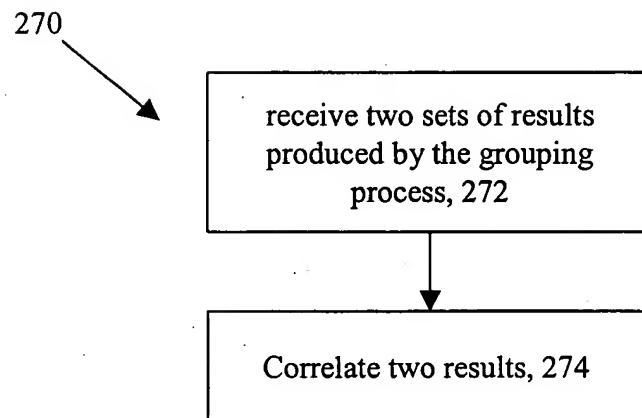 270
receive two sets of results
produced by the grouping
process, 272
Correlate two results, 274